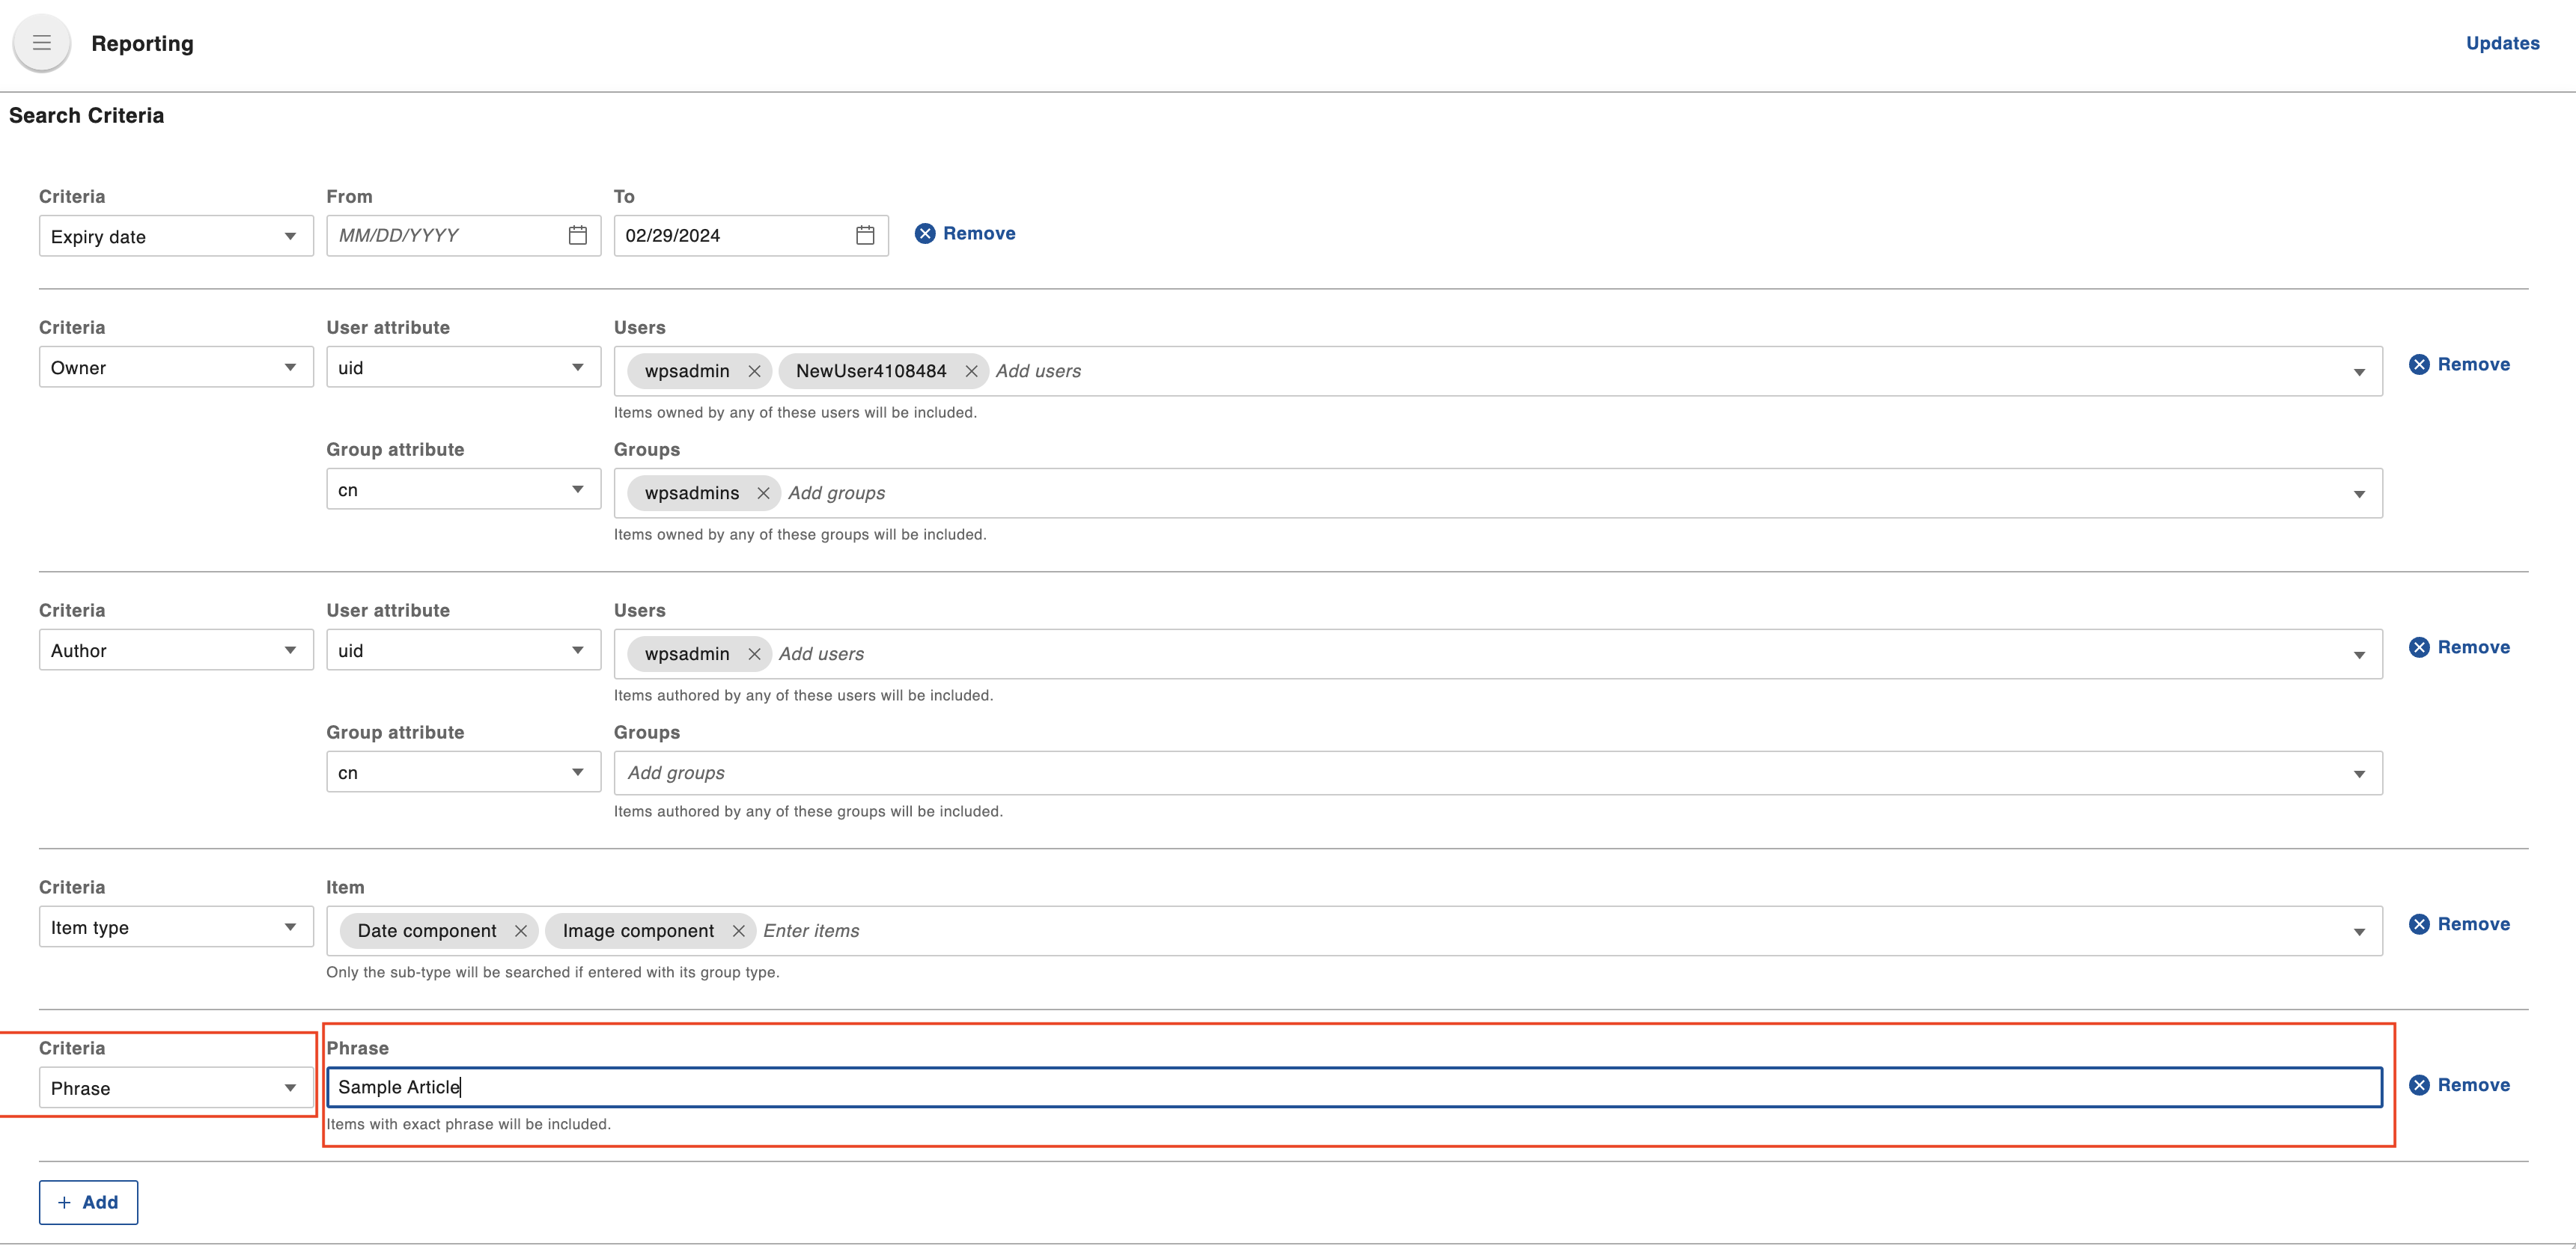 Reporting
Updates
Search Criteria
Criteria From To
Expiry date MM/DD/YYYY 02/29/2024 Remove
Criteria User attribute Users
Owner uid wpsadmin NewUser4108484 Add users Remove
Items owned by any of these users will be included.
Group attribute Groups
cn wpsadmins Add groups
Items owned by any of these groups will be included.
Criteria User attribute Users
Author uid wpsadmin Add users Remove
Items authored by any of these users will be included.
Group attribute Groups
cn Add groups
Items authored by any of these groups will be included.
Criteria Item
Item type Date component Image component Enter items Remove
Only the sub-type will be searched if entered with its group type.
Criteria Phrase
Phrase Sample Article Remove
Items with exact phrase will be included.
+ Add